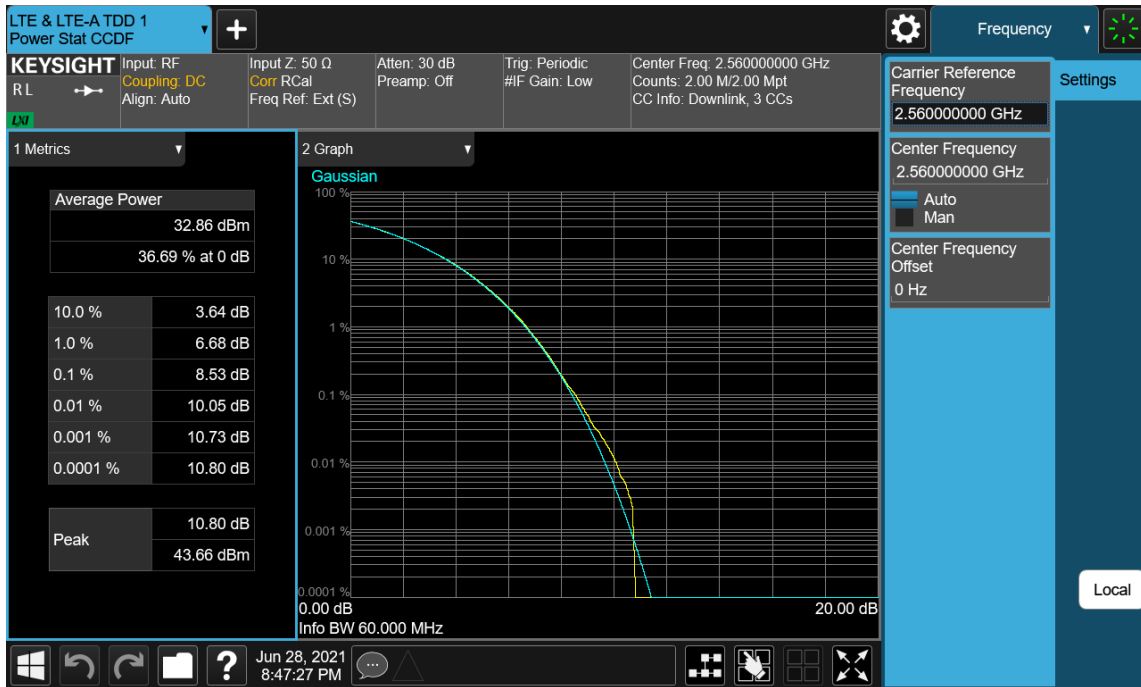 LTE & LTE-A TDD 1
Power Stat CCDF
Frequency
KEYSIGHT
R L
LXI
Input: RF
Coupling: DC
Align: Auto
Input Z: 50 Ω
Corr RCal
Freq Ref: Ext (S)
Atten: 30 dB
Preamp: Off
Trig: Periodic
#IF Gain: Low
Center Freq: 2.560000000 GHz
Counts: 2.00 M/2.00 Mpt
CC Info: Downlink, 3 CCs
Carrier Reference
Frequency
2.560000000 GHz
Center Frequency
2.560000000 GHz
Auto
Man
Center Frequency
Offset
0 Hz
Settings
Local
1 Metrics
Average Power
32.86 dBm
36.69 % at 0 dB
10.0 % 3.64 dB
1.0 % 6.68 dB
0.1 % 8.53 dB
0.01 % 10.05 dB
0.001 % 10.73 dB
0.0001 % 10.80 dB
Peak
10.80 dB
43.66 dBm
2 Graph
Gaussian
100 %
10 %
1 %
0.1 %
0.01 %
0.001 %
0.0001 %
0.00 dB 20.00 dB
Info BW 60.000 MHz
?
Jun 28, 2021
8:47:27 PM